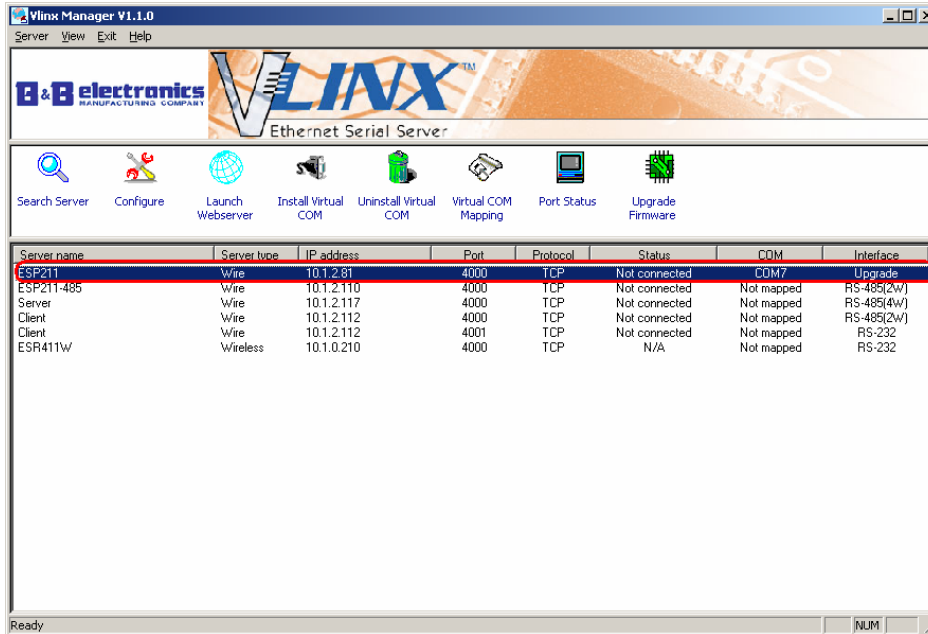 Vlinx Manager V1.1.0
Server View Exit Help
B&B electronics
MANUFACTURING COMPANY
VLINX™
Ethernet Serial Server
Search Server Configure Launch Webserver Install Virtual COM Uninstall Virtual COM Virtual COM Mapping Port Status Upgrade Firmware
Server name Server type IP address Port Protocol Status COM Interface
ESP211 Wire 10.1.2.81 4000 TCP Not connected COM7 Upgrade
ESP211-485 Wire 10.1.2.110 4000 TCP Not connected Not mapped RS-485(2W)
Server Wire 10.1.2.117 4000 TCP Not connected Not mapped RS-485(4W)
Client Wire 10.1.2.112 4000 TCP Not connected Not mapped RS-485(2W)
Client Wire 10.1.2.112 4001 TCP Not connected Not mapped RS-232
ESR411W Wireless 10.1.0.210 4000 TCP N/A Not mapped RS-232
Ready NUM